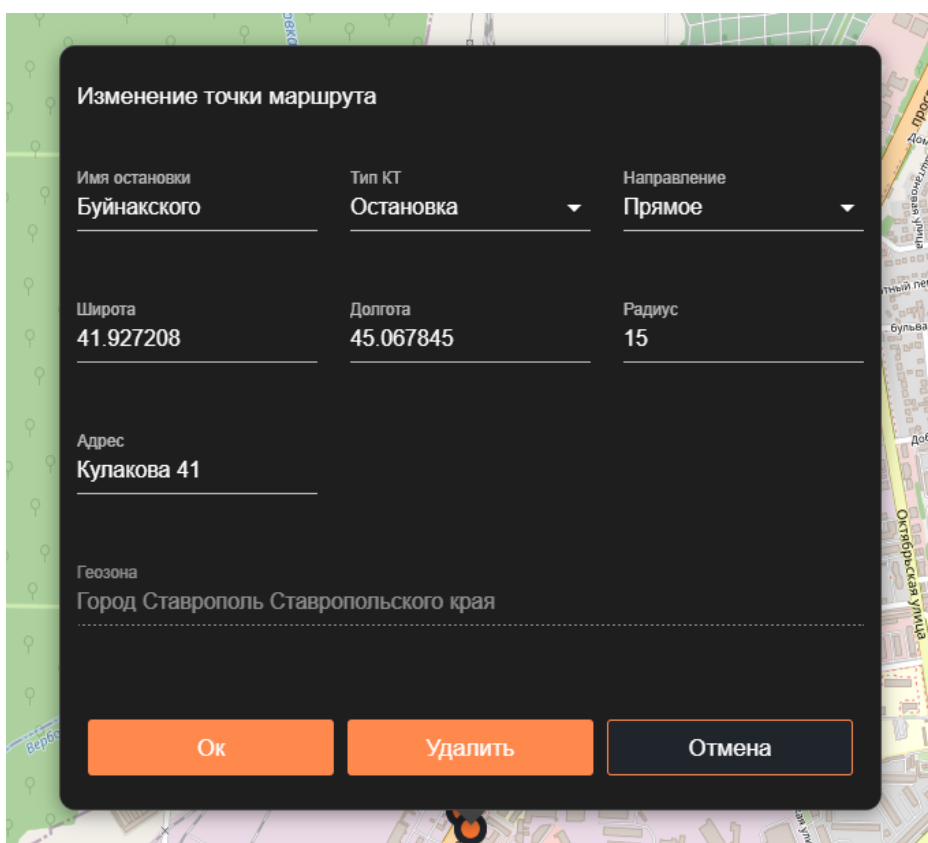 Изменение точки маршрута
Имя остановки
Тип КТ
Направление
Буйнакского
Остановка
Прямое
Широта
Долгота
Радиус
41.927208
45.067845
15
Адрес
Кулакова 41
Геозона
Город Ставрополь Ставропольского края
Ок
Удалить
Отмена
Октябрьская улица